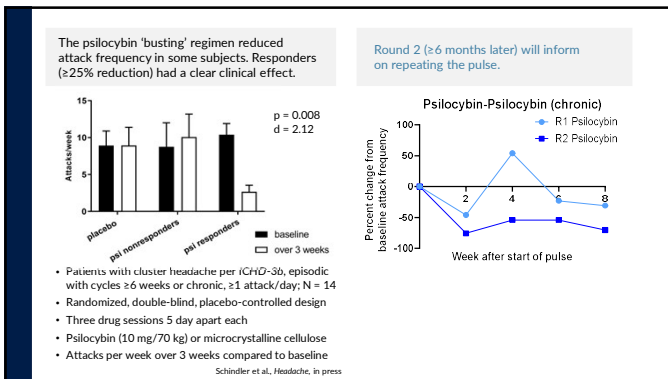 The psilocybin ‘busting’ regimen reduced
attack frequency in some subjects. Responders
(≥25% reduction) had a clear clinical effect.
15
10
5
0
Attacks/week
p = 0.008
d = 2.12
placebo
psi nonresponders
psi responders
baseline
over 3 weeks
• Patients with cluster headache per ICHD-3b, episodic
with cycles ≥6 weeks or chronic, ≥1 attack/day; N = 14
• Randomized, double-blind, placebo-controlled design
• Three drug sessions 5 day apart each
• Psilocybin (10 mg/70 kg) or microcrystalline cellulose
• Attacks per week over 3 weeks compared to baseline
Schindler et al., Headache, in press
Round 2 (≥6 months later) will inform
on repeating the pulse.
Psilocybin-Psilocybin (chronic)
R1 Psilocybin
R2 Psilocybin
100
50
0
-50
-100
Percent change from
baseline attack frequency
2 4 6 8
Week after start of pulse